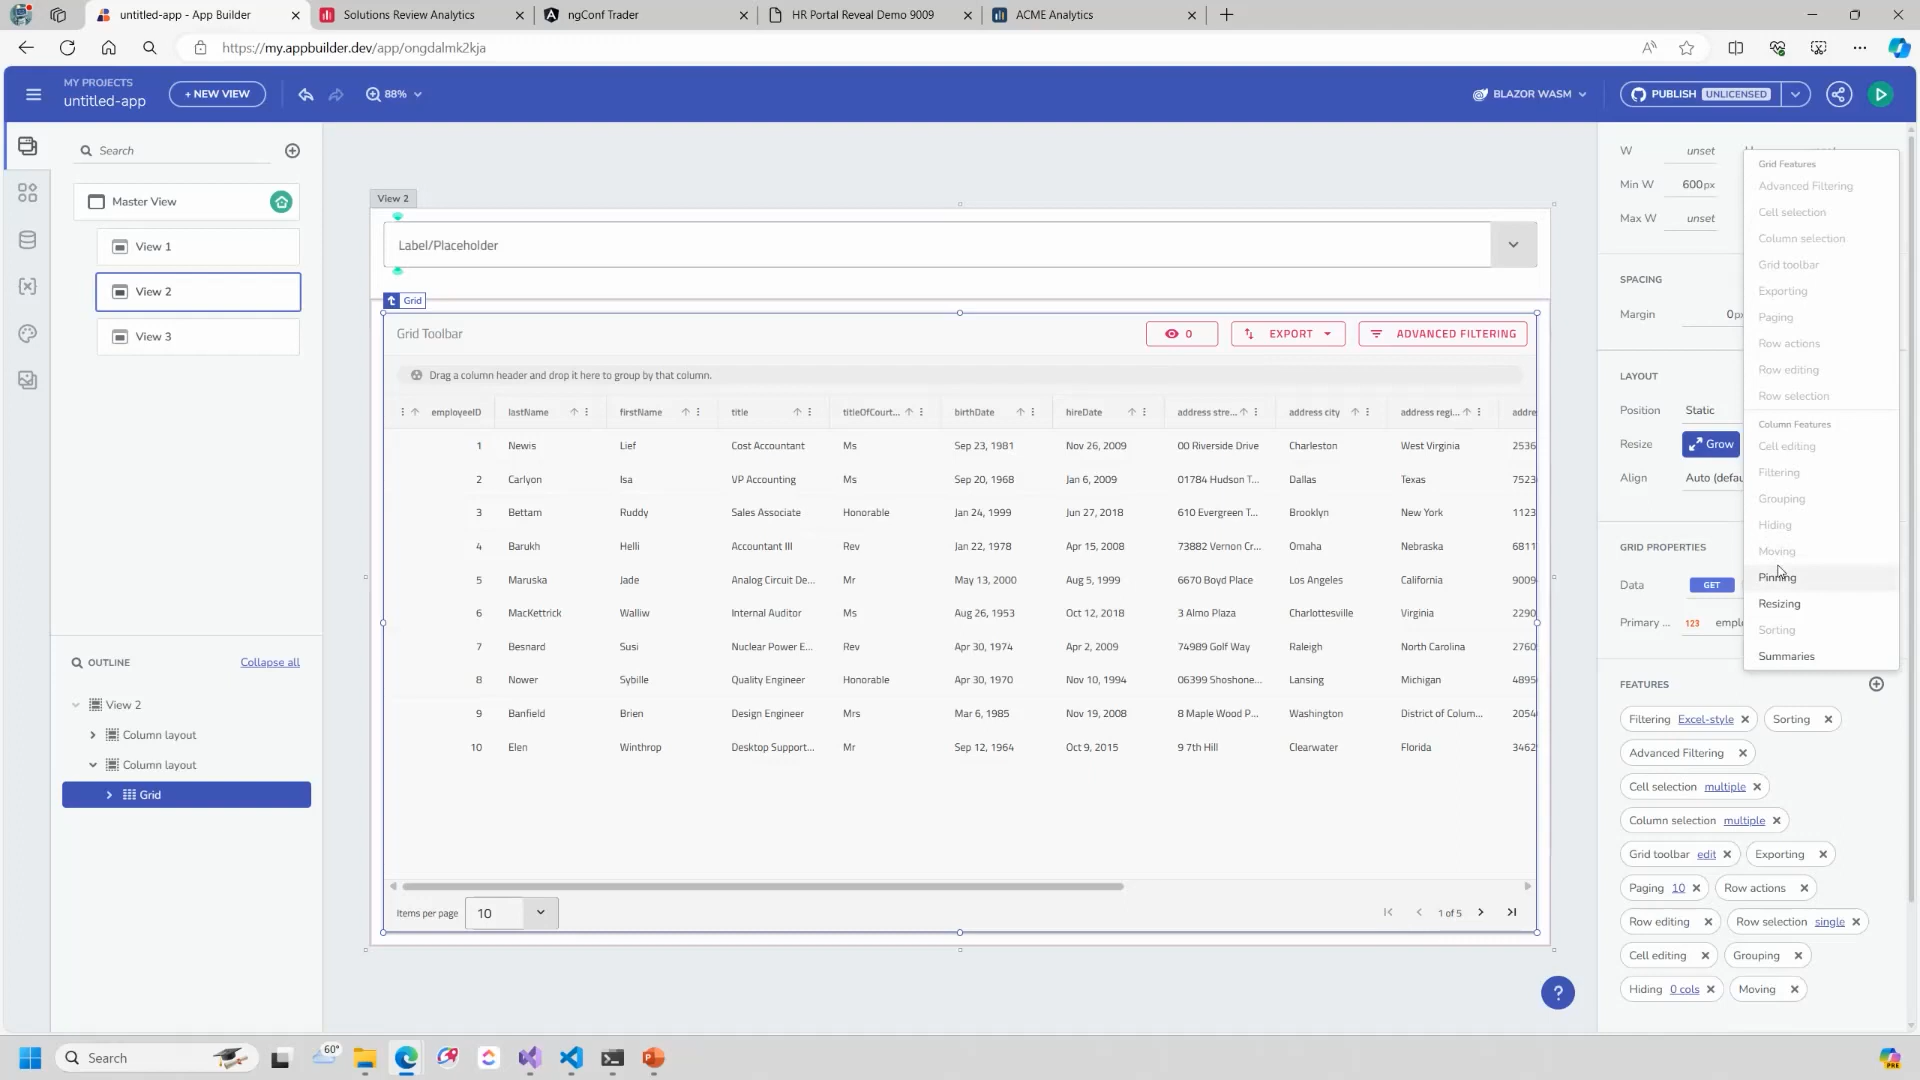 untitled-app - App Builder
Solutions Review Analytics
ngConf Trader
HR Portal Reveal Demo 9009
ACME Analytics
https://my.appbuilder.dev/app/ongdalmk2kja
MY PROJECTS
untitled-app
+ NEW VIEW
88%
BLAZOR WASM
PUBLISH UNLICENSED
Search
Master View
View 1
View 2
View 3
OUTLINE
Collapse all
View 2
Column layout
Column layout
Grid
View 2
Label/Placeholder
Grid
Grid Toolbar
0
EXPORT
ADVANCED FILTERING
Drag a column header and drop it here to group by that column.
employeeID lastName firstName title titleOfCourt... birthDate hireDate address stre... address city address regi... addre
1 Newis Lief Cost Accountant Ms Sep 23, 1981 Nov 26, 2009 00 Riverside Drive Charleston West Virginia 2536
2 Carlyon Isa VP Accounting Ms Sep 20, 1968 Jan 6, 2009 01784 Hudson T... Dallas Texas 7523
3 Bettam Ruddy Sales Associate Honorable Jan 24, 1999 Jun 27, 2018 610 Evergreen T... Brooklyn New York 1123
4 Barukh Helli Accountant III Rev Jan 22, 1978 Apr 15, 2008 73882 Vernon Cr... Omaha Nebraska 6811
5 Maruska Jade Analog Circuit De... Mr May 13, 2000 Aug 5, 1999 6670 Boyd Place Los Angeles California 9009
6 MacKettrick Walliw Internal Auditor Ms Aug 26, 1953 Oct 12, 2018 3 Almo Plaza Charlottesville Virginia 2290
7 Besnard Susi Nuclear Power E... Rev Apr 30, 1974 Apr 2, 2009 74989 Golf Way Raleigh North Carolina 2760
8 Nower Sybille Quality Engineer Honorable Apr 30, 1970 Nov 10, 1994 06399 Shoshone... Lansing Michigan 4895
9 Banfield Brien Design Engineer Mrs Mar 6, 1985 Nov 19, 2008 8 Maple Wood P... Washington District of Colum... 2054
10 Elen Winthrop Desktop Support... Mr Sep 12, 1964 Oct 9, 2015 9 7th Hill Clearwater Florida 3462
Items per page 10
1 of 5
W unset
Min W 600px
Max W unset
SPACING
Margin 0px
LAYOUT
Position Static
Resize Grow
Align Auto (defau
GRID PROPERTIES
Data GET
Primary ... 123 emplo
Grid Features
Advanced Filtering
Cell selection
Column selection
Grid toolbar
Exporting
Paging
Row actions
Row editing
Row selection
Column Features
Cell editing
Filtering
Grouping
Hiding
Moving
Pinning
Resizing
Sorting
Summaries
FEATURES
Filtering Excel-style
Sorting
Advanced Filtering
Cell selection multiple
Column selection multiple
Grid toolbar edit
Exporting
Paging 10
Row actions
Row editing
Row selection single
Cell editing
Grouping
Hiding 0 cols
Moving
?
Search
60°
PRE